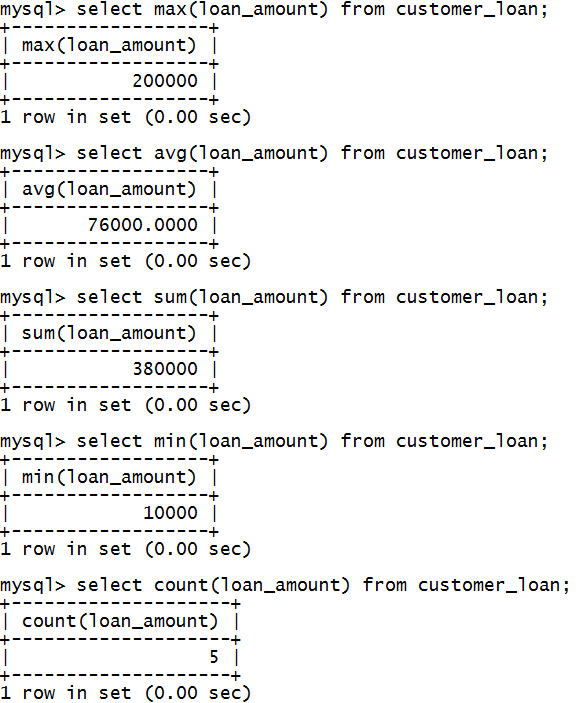 mysql> select max(loan_amount) from customer_loan;
+------------------+
| max(loan_amount) |
+------------------+
|           200000 |
+------------------+
1 row in set (0.00 sec)
mysql> select avg(loan_amount) from customer_loan;
+------------------+
| avg(loan_amount) |
+------------------+
|       76000.0000 |
+------------------+
1 row in set (0.00 sec)
mysql> select sum(loan_amount) from customer_loan;
+------------------+
| sum(loan_amount) |
+------------------+
|           380000 |
+------------------+
1 row in set (0.00 sec)
mysql> select min(loan_amount) from customer_loan;
+------------------+
| min(loan_amount) |
+------------------+
|            10000 |
+------------------+
1 row in set (0.00 sec)
mysql> select count(loan_amount) from customer_loan;
+--------------------+
| count(loan_amount) |
+--------------------+
|                  5 |
+--------------------+
1 row in set (0.00 sec)